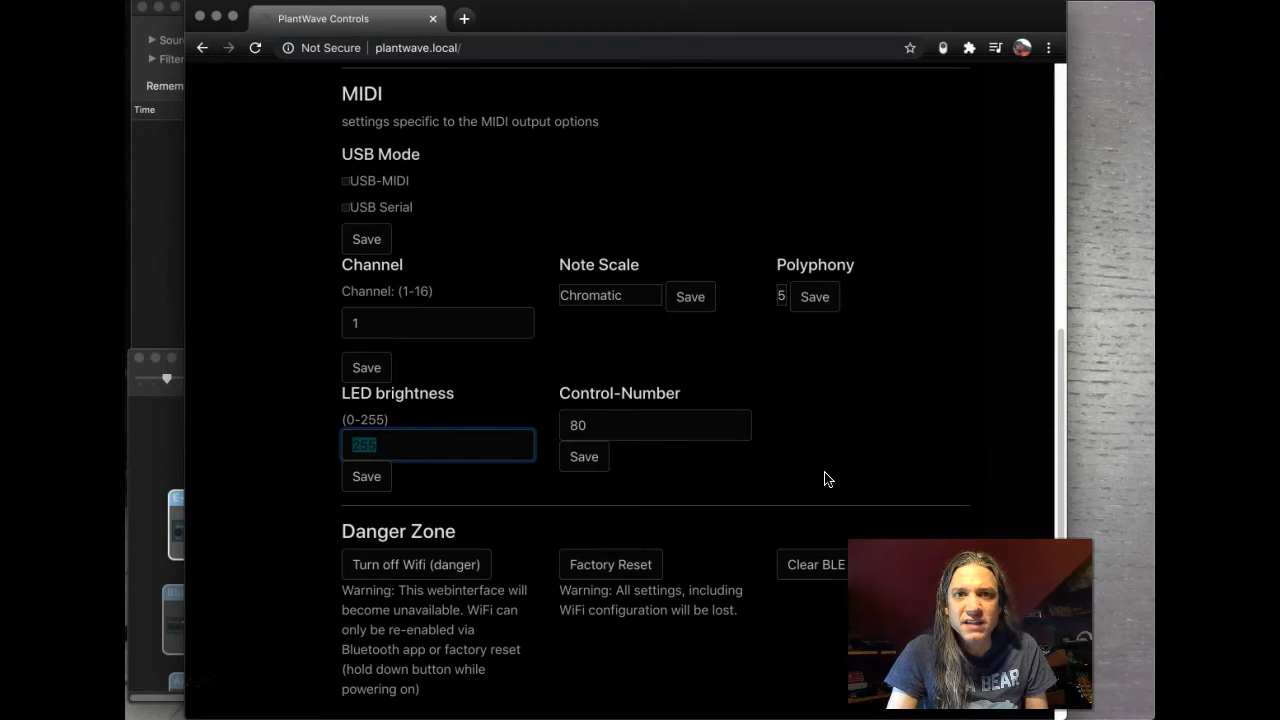 PlantWave Controls
Not Secure
plantwave.local/
Sour
Filter
Remem
Time
MIDI
settings specific to the MIDI output options
USB Mode
USB-MIDI
USB Serial
Save
Channel
Note Scale
Polyphony
Channel: (1-16)
Chromatic
Save
5
Save
1
Save
LED brightness
Control-Number
(0-255)
80
255
Save
Save
Danger Zone
Turn off Wifi (danger)
Factory Reset
Clear BLE
Warning: This webinterface will
become unavailable. WiFi can
only be re-enabled via
Bluetooth app or factory reset
(hold down button while
powering on)
Warning: All settings, including
WiFi configuration will be lost.
BEAR